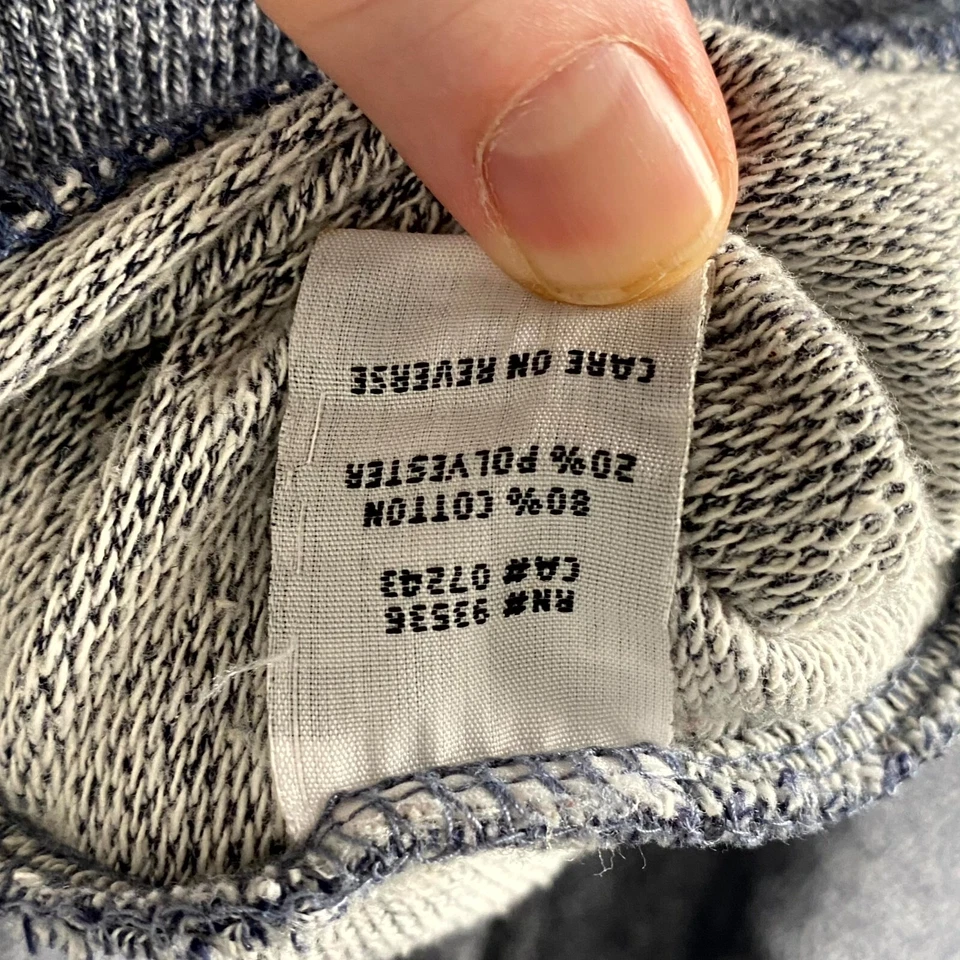 RN# 93536
CA# 07243
80% COTTON
20% POLYESTER
CARE ON REVERSE